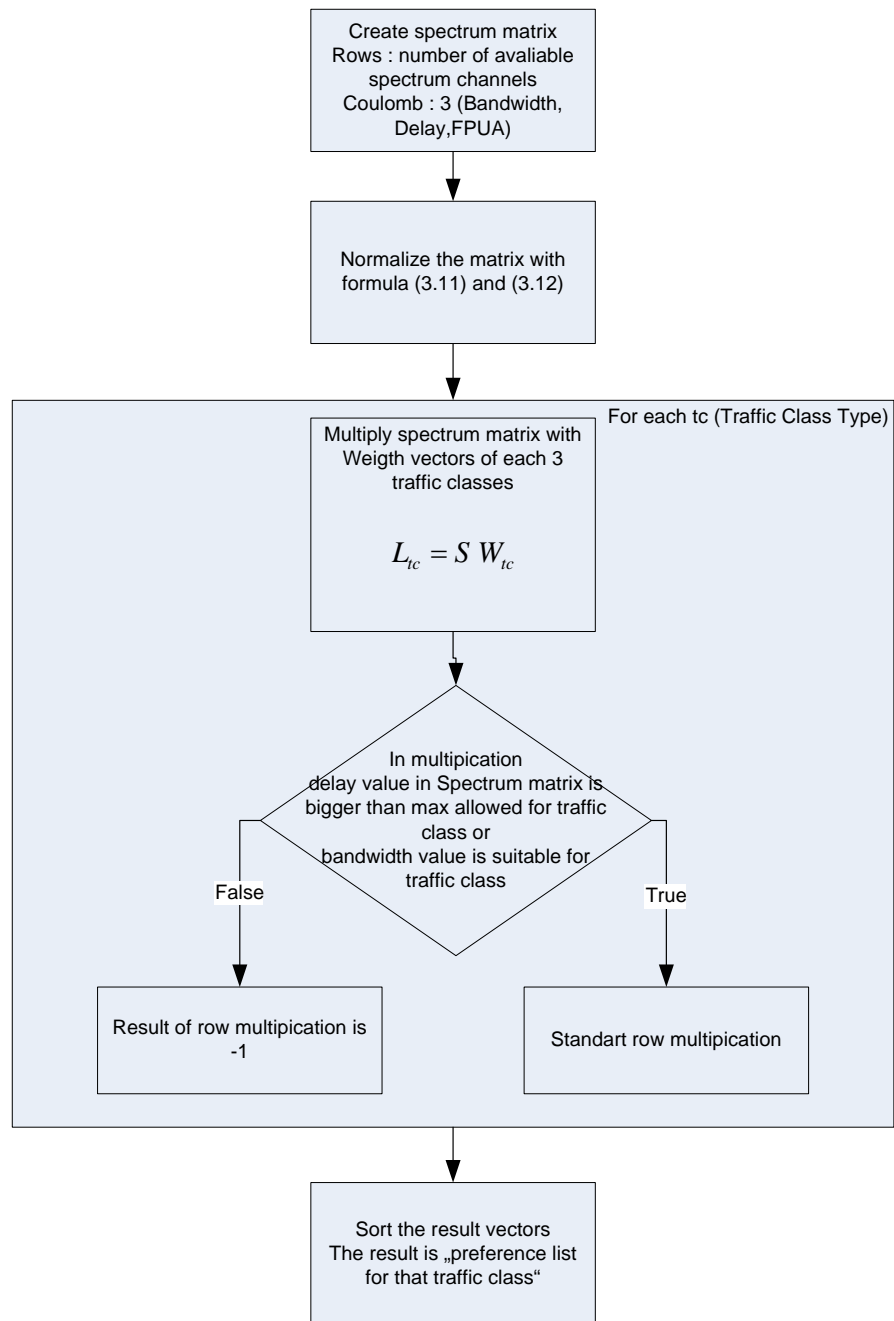 Create spectrum matrix
Rows : number of avaliable
spectrum channels
Coulomb : 3 (Bandwidth,
Delay,FPUA)
Normalize the matrix with
formula (3.11) and (3.12)
For each tc (Traffic Class Type)
Multiply spectrum matrix with
Weigth vectors of each 3
traffic classes
L_{tc} = S W_{tc}
In multipication
delay value in Spectrum matrix is
bigger than max allowed for traffic
class or
bandwidth value is suitable for
traffic class
False
True
Result of row multipication is
-1
Standart row multipication
Sort the result vectors
The result is „preference list
for that traffic class“